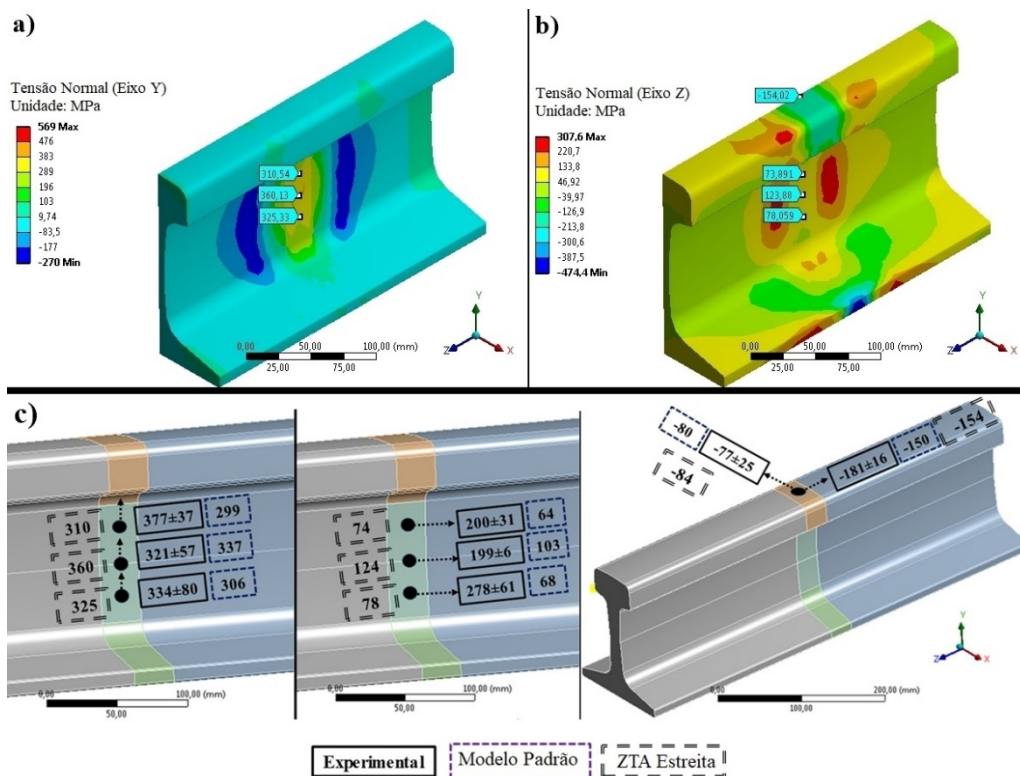 a)
Tensão Normal (Eixo Y)
Unidade: MPa
569 Max
476
383
289
196
103
9,74
-83,5
-177
-270 Min
310,54
360,13
325,33
0,00 50,00 100,00 (mm)
25,00 75,00
Y
Z X
b)
Tensão Normal (Eixo Z)
Unidade: MPa
307,6 Max
220,7
133,8
46,92
-39,97
-126,9
-213,8
-300,6
-387,5
-474,4 Min
-154,02
73,891
123,88
78,059
0,00 50,00 100,00 (mm)
25,00 75,00
Y
Z X
c)
310 377±37 299
360 321±57 337
325 334±80 306
0,00 100,00 (mm)
50,00
74 200±31 64
124 199±6 103
78 278±61 68
0,00 100,00 (mm)
50,00
-80 -77±25 -84
-181±16 -150 -154
Y
Z X
0,00 200,00 (mm)
100,00
Experimental Modelo Padrão ZTA Estreita